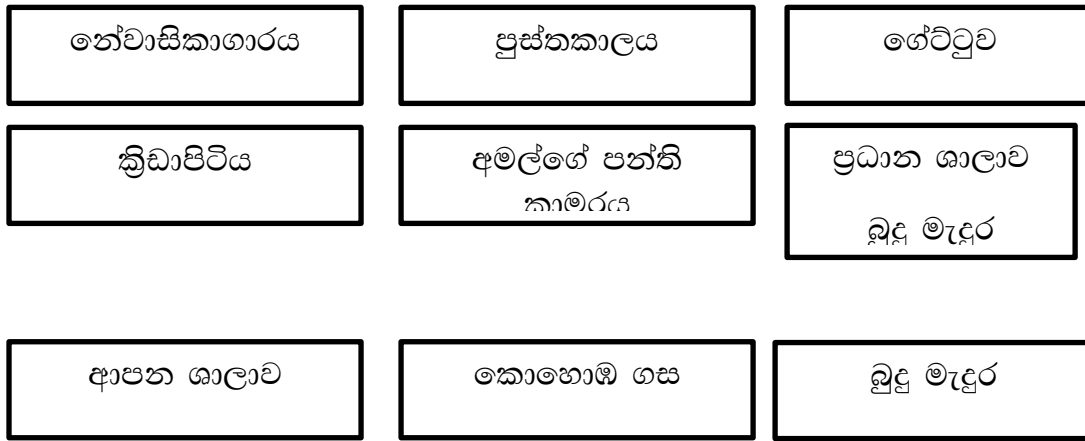 නේවාසිකාගාරය
පුස්තකාලය
ගේට්ටුව
ක්‍රිඩාපිටිය
අමල්ගේ පන්ති
කාමරය
ප්‍රධාන ශාලාව
බුදු මැදුර
ආපන ශාලාව
කොහොඹ ගස
බුදු මැදුර